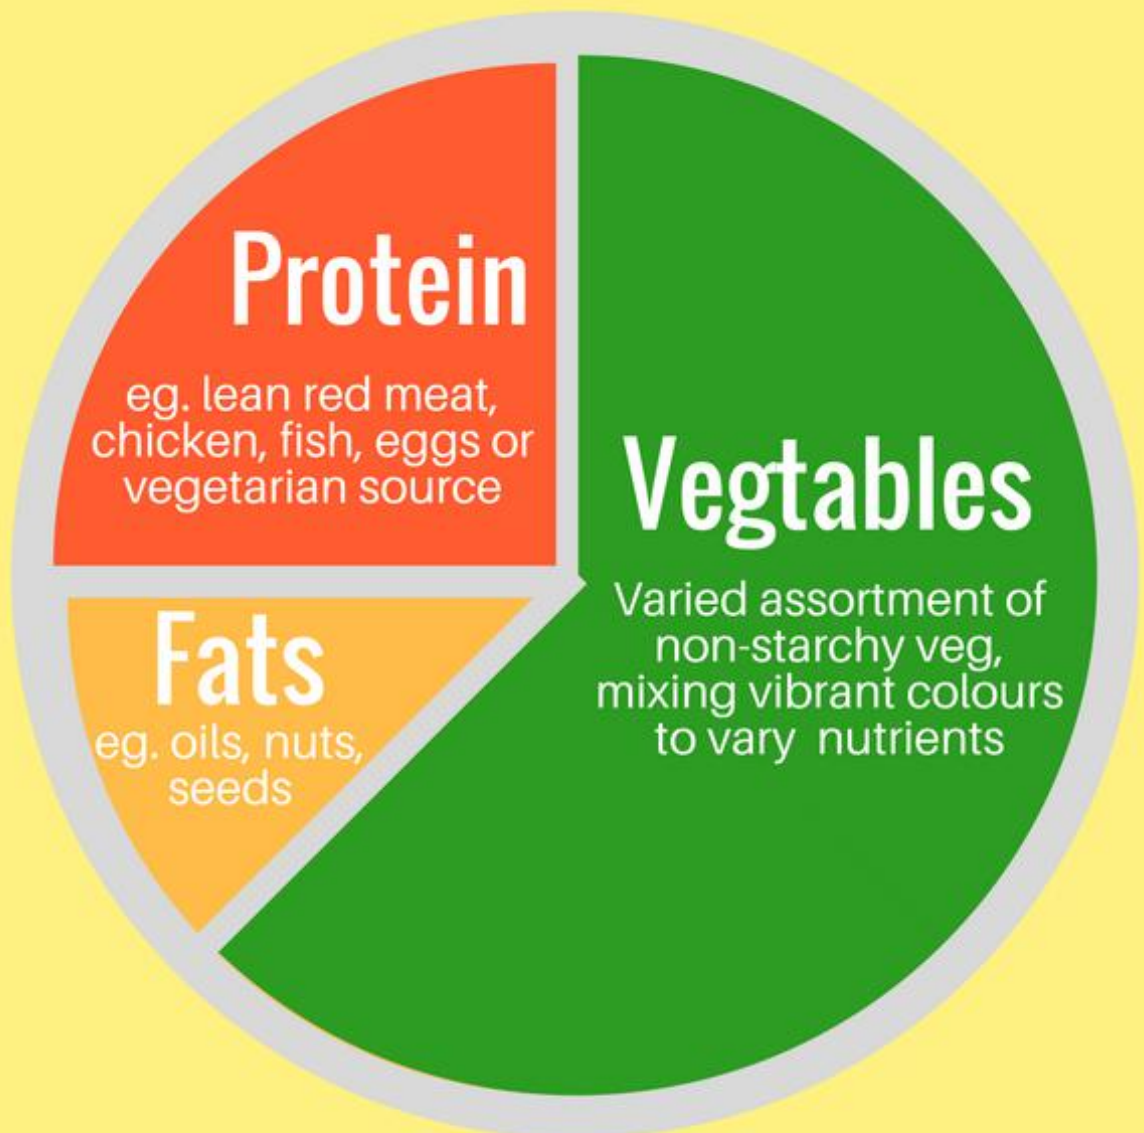 Protein
eg. lean red meat,
chicken, fish, eggs or
vegetarian source
Vegtables
Varied assortment of
non-starchy veg,
mixing vibrant colours
to vary  nutrients
Fats
eg. oils, nuts,
seeds